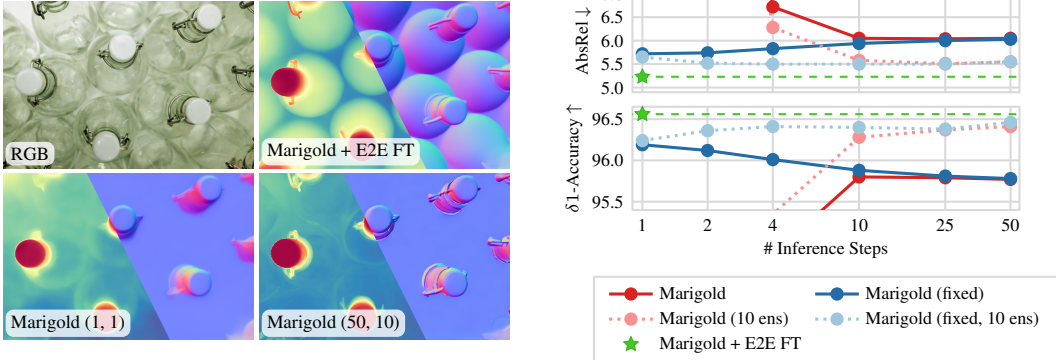 RGB
Marigold + E2E FT
Marigold (1, 1)
Marigold (50, 10)
AbsRel ↓
6.5
6.0
5.5
5.0
δ1-Accuracy ↑
96.5
96.0
95.5
1 2 4 10 25 50
# Inference Steps
Marigold
Marigold (fixed)
Marigold (10 ens)
Marigold (fixed, 10 ens)
Marigold + E2E FT